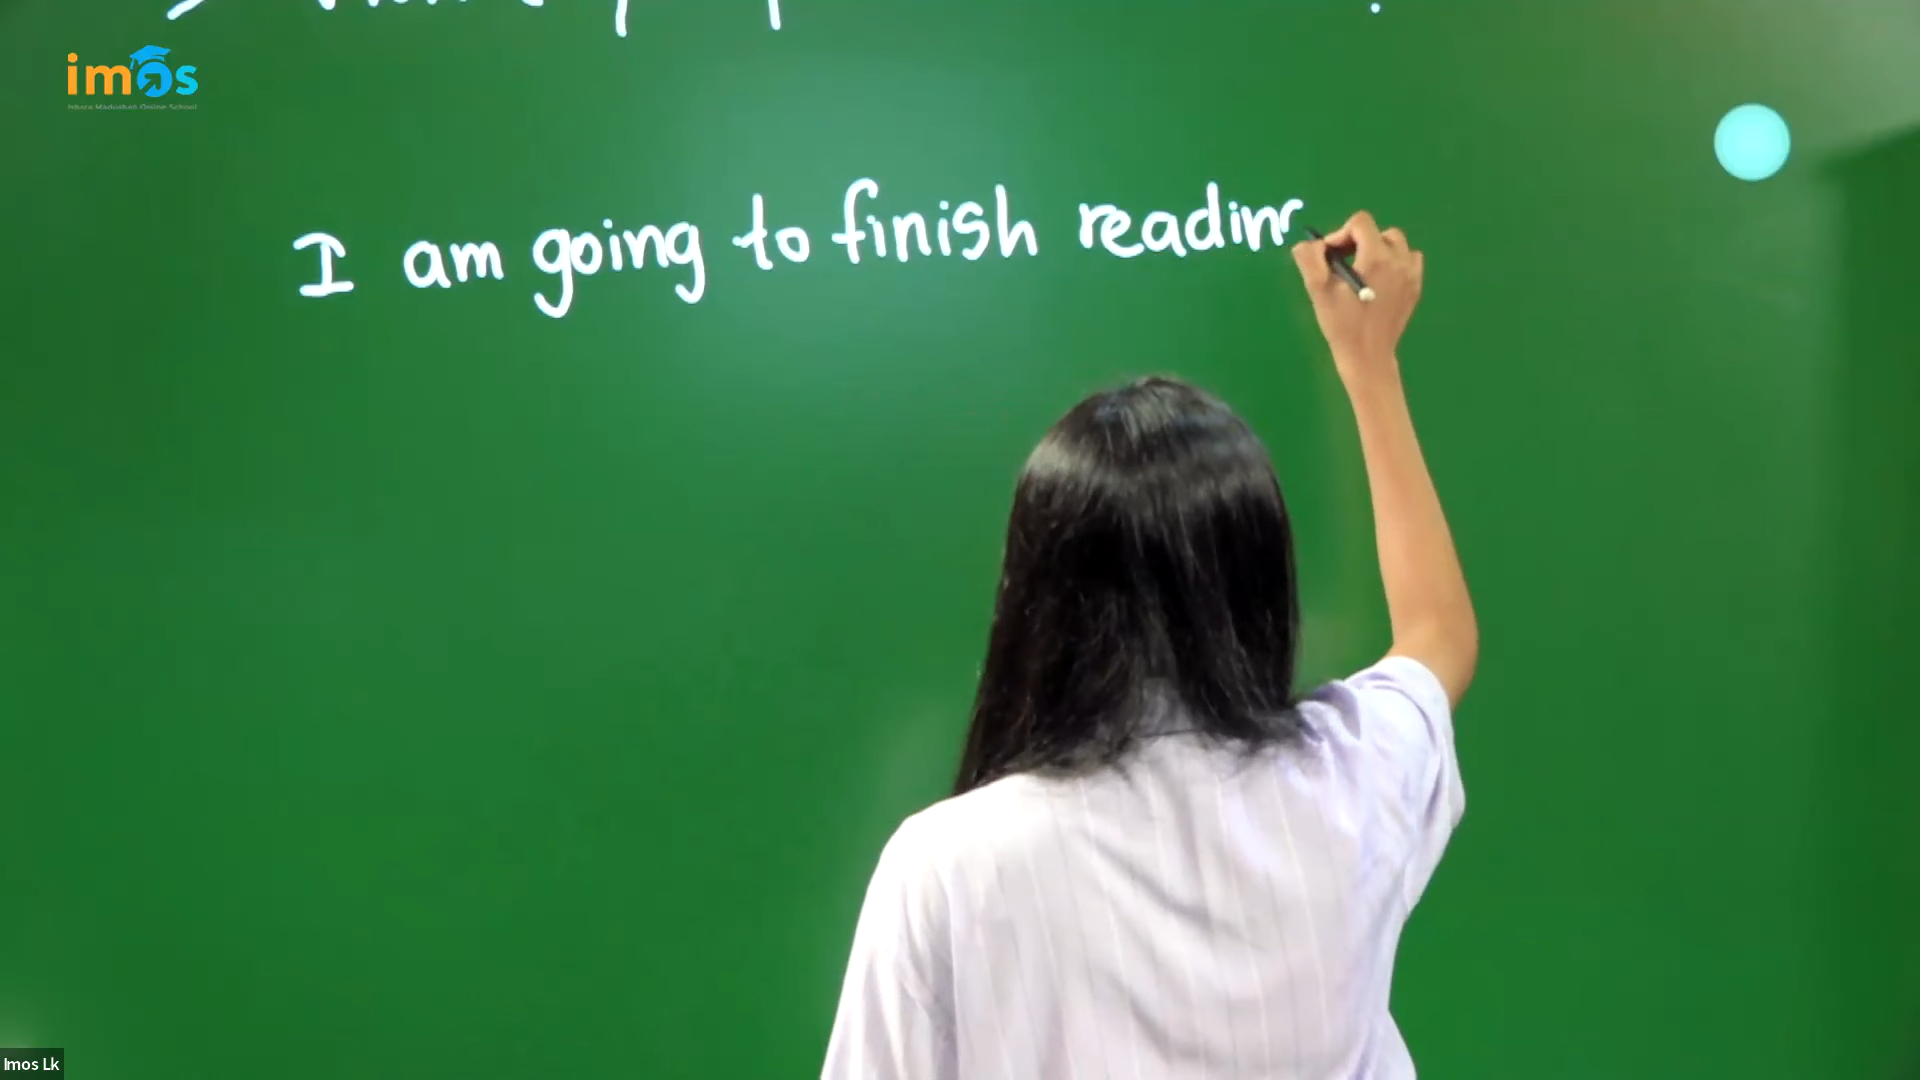 imos
I am going to finish readin
Imos Lk